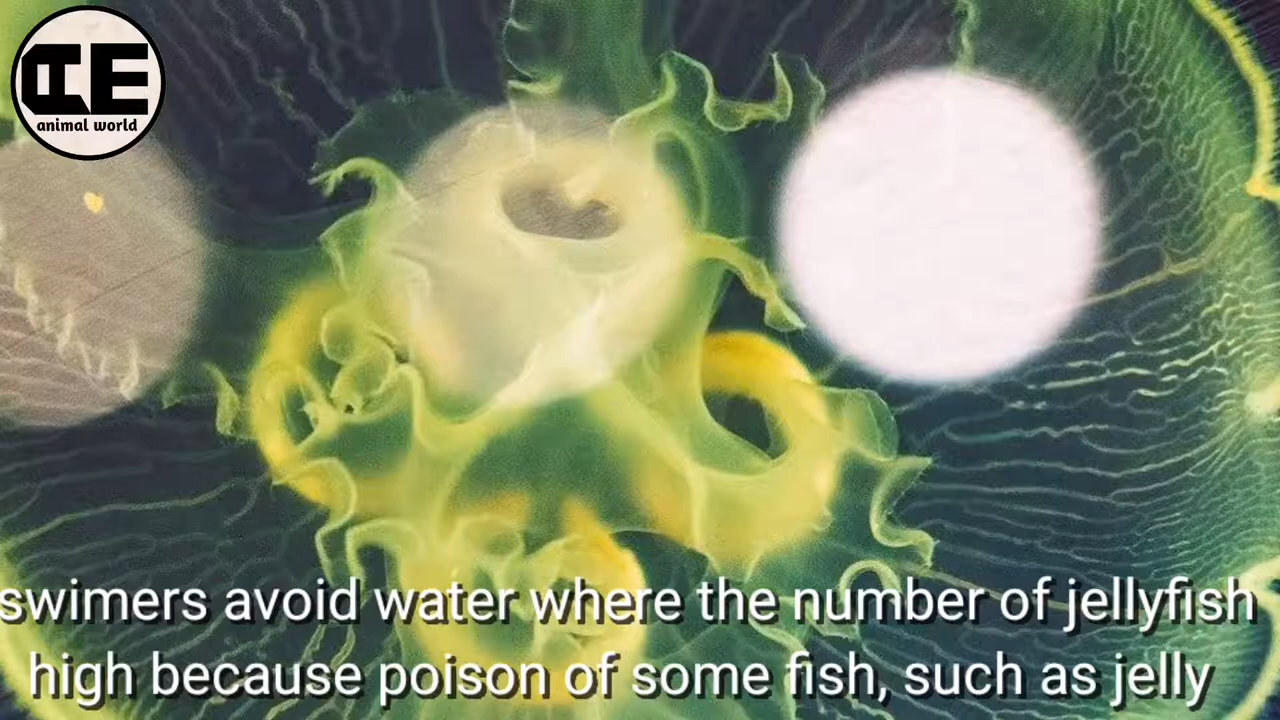 AE
animal world
swimers avoid water where the number of jellyfish
high because poison of some fish, such as jelly